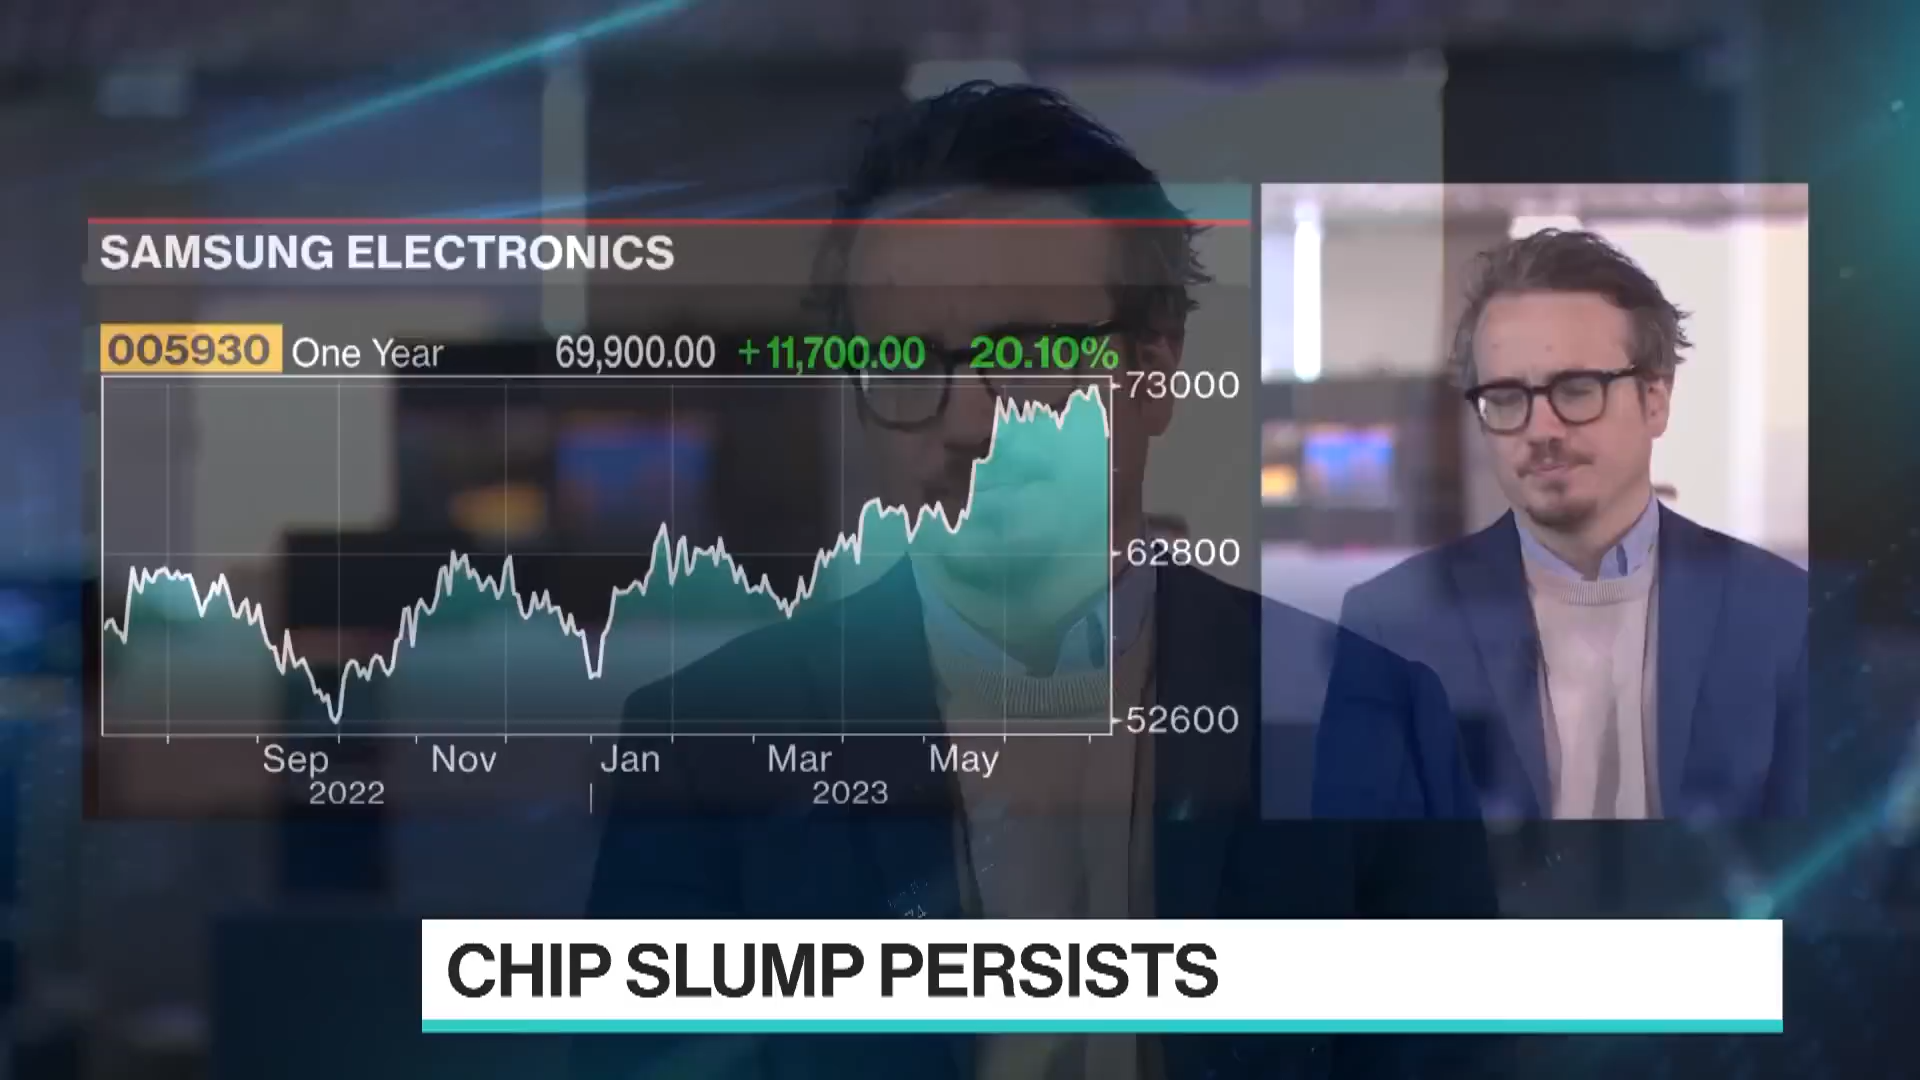 SAMSUNG ELECTRONICS
005930 One Year 69,900.00 +11,700.00 20.10%
73000
62800
52600
Sep Nov Jan Mar May
2022 2023
CHIP SLUMP PERSISTS